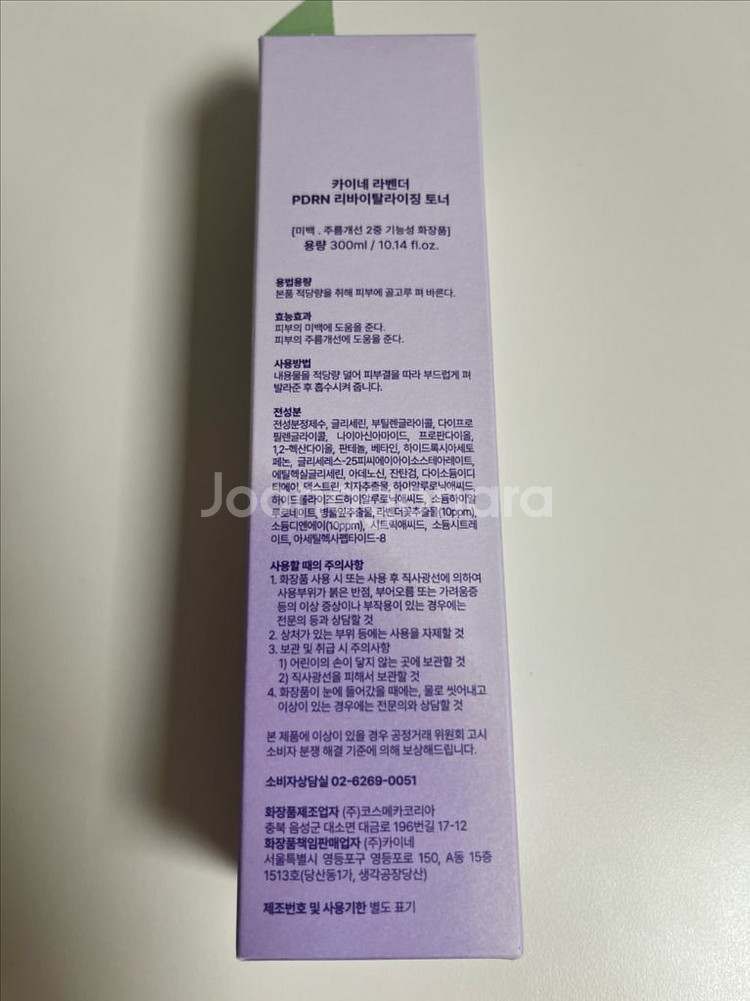 카이네 라벤더
PDRN 리바이탈라이징 토너
[미백 . 주름개선 2중 기능성 화장품]
용량 300ml / 10.14 fl.oz.
용법용량
본품 적당량을 취해 피부에 골고루 펴 바른다.
효능효과
피부의 미백에 도움을 준다.
피부의 주름개선에 도움을 준다.
사용방법
내용물을 적당량 덜어 피부결을 따라 부드럽게 펴
발라준 후 흡수시켜 줍니다.
전성분
전성분정제수, 글리세린, 부틸렌글라이콜, 다이프로
필렌글라이콜, 나이아신아마이드, 프로판다이올,
1,2-헥산다이올, 판테놀, 베타인, 하이드록시아세토
페논, 글리세레스-25피씨에이아이소스테아레이트,
에틸헥실글리세린, 아데노신, 잔탄검, 다이소듐이디
티에이, 덱스트린, 치자추출물, 하이알루로닉애씨드,
하이드롤라이즈드하이알루로닉애씨드, 소듐하이알
루로네이트, 병풀잎추출물, 라벤더꽃추출물(10ppm),
소듐디엔에이(10ppm), 시트릭애씨드, 소듐시트레
이트, 아세틸헥사펩타이드-8
사용할 때의 주의사항
1. 화장품 사용 시 또는 사용 후 직사광선에 의하여
사용부위가 붉은 반점, 부어오름 또는 가려움증
등의 이상 증상이나 부작용이 있는 경우에는
전문의 등과 상담할 것
2. 상처가 있는 부위 등에는 사용을 자제할 것
3. 보관 및 취급 시 주의사항
1) 어린이의 손이 닿지 않는 곳에 보관할 것
2) 직사광선을 피해서 보관할 것
4. 화장품이 눈에 들어갔을 때에는, 물로 씻어내고
이상이 있는 경우에는 전문의와 상담할 것
본 제품에 이상이 있을 경우 공정거래 위원회 고시
소비자 분쟁 해결 기준에 의해 보상해드립니다.
소비자상담실 02-6269-0051
화장품제조업자 (주)코스메카코리아
충북 음성군 대소면 대금로 196번길 17-12
화장품책임판매업자 (주)카이네
서울특별시 영등포구 영등포로 150, A동 15층
1513호(당산동1가, 생각공장당산)
제조번호 및 사용기한 별도 표기